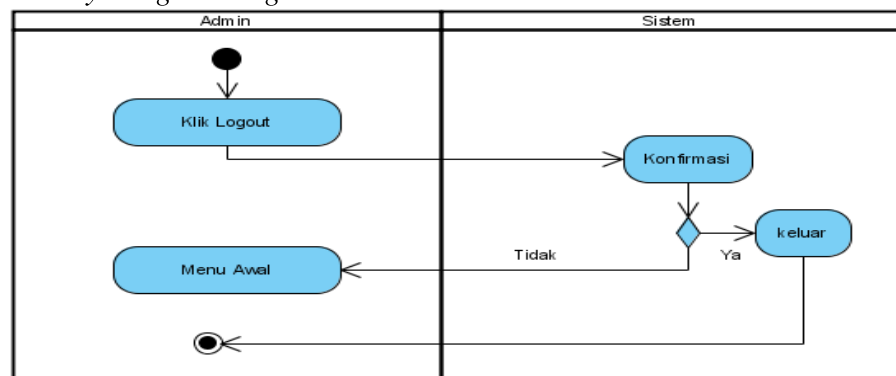 Admin
Sistem
Klik Logout
Konfirmasi
keluar
Tidak
Ya
Menu Awal